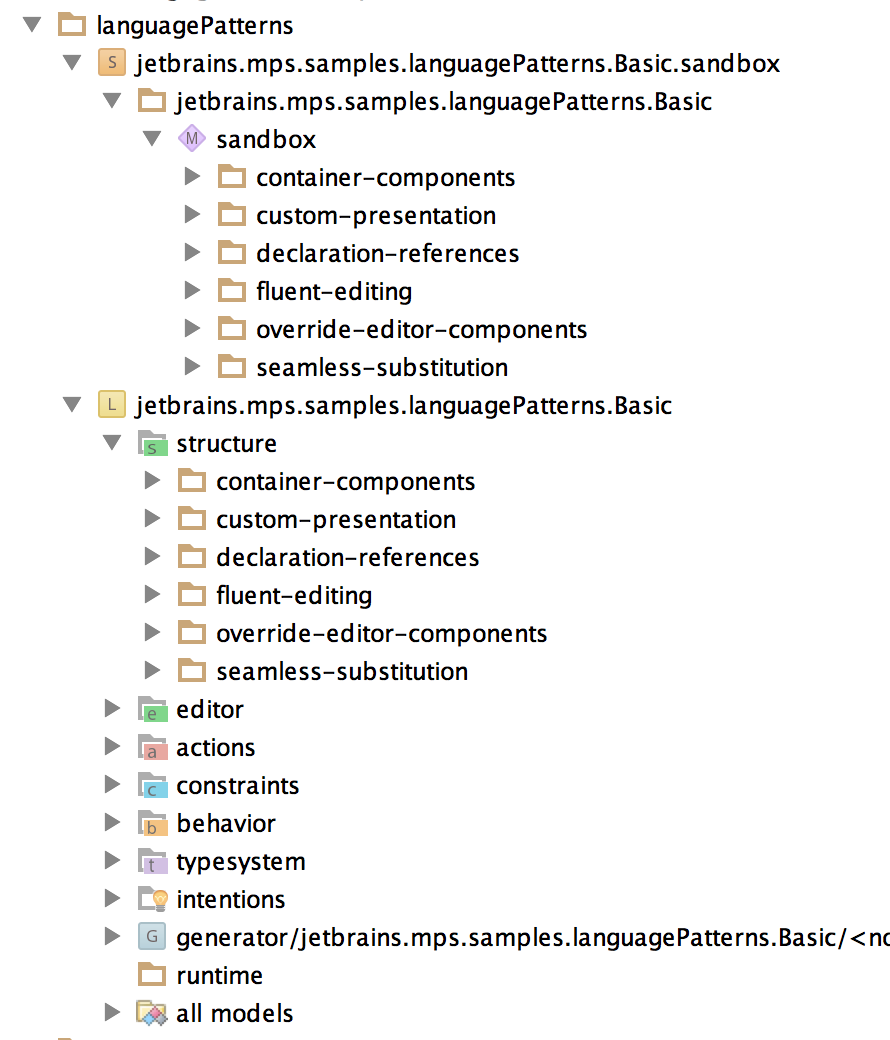 languagePatterns
S jetbrains.mps.samples.languagePatterns.Basic.sandbox
jetbrains.mps.samples.languagePatterns.Basic
M sandbox
container-components
custom-presentation
declaration-references
fluent-editing
override-editor-components
seamless-substitution
L jetbrains.mps.samples.languagePatterns.Basic
s structure
container-components
custom-presentation
declaration-references
fluent-editing
override-editor-components
seamless-substitution
e editor
a actions
c constraints
b behavior
t typesystem
intentions
G generator/jetbrains.mps.samples.languagePatterns.Basic/<no
runtime
all models